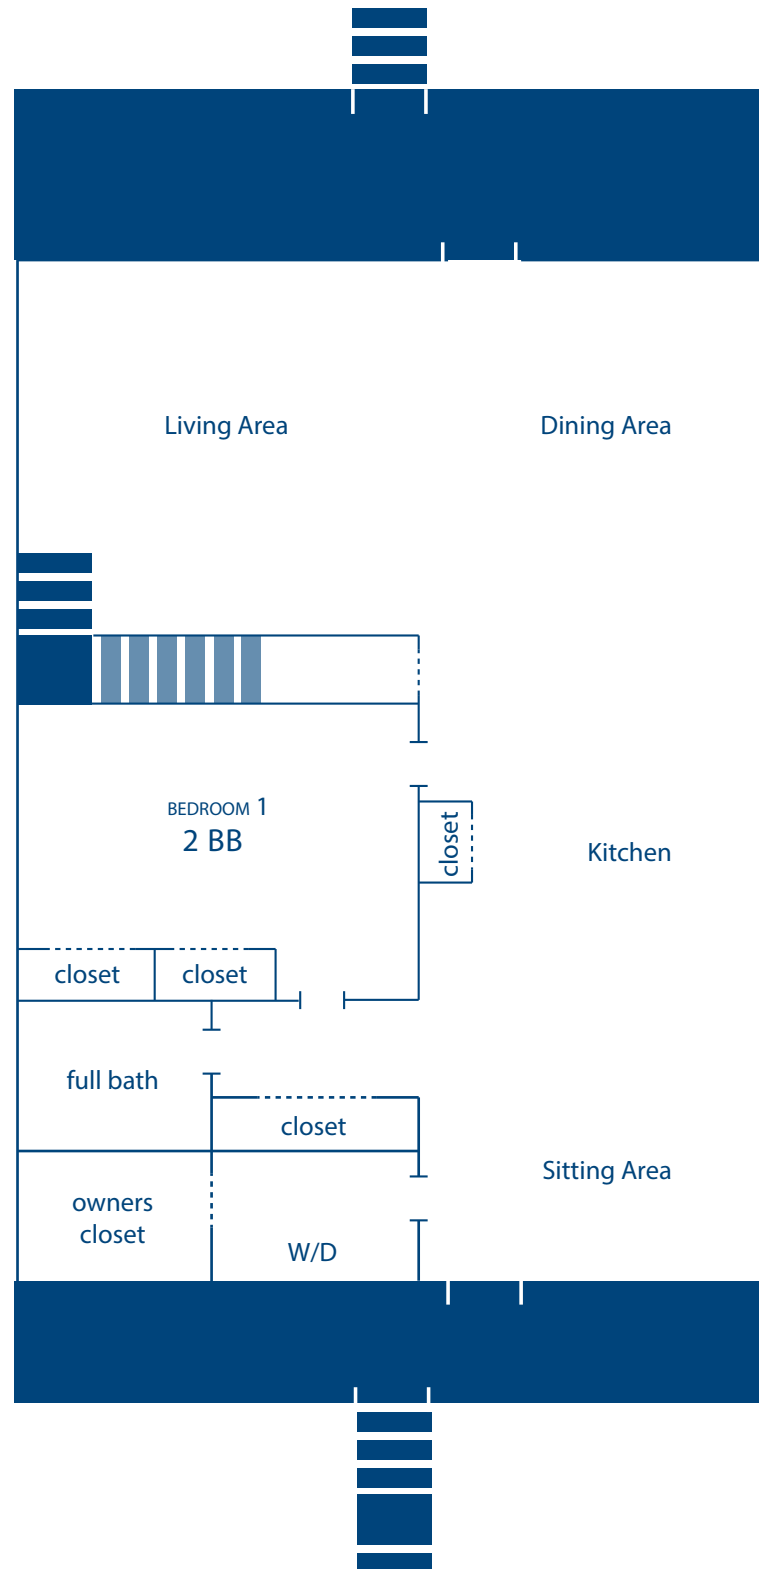 Living Area
Dining Area
BEDROOM 1
2 BB
closet
Kitchen
closet
closet
full bath
closet
Sitting Area
owners
closet
W/D